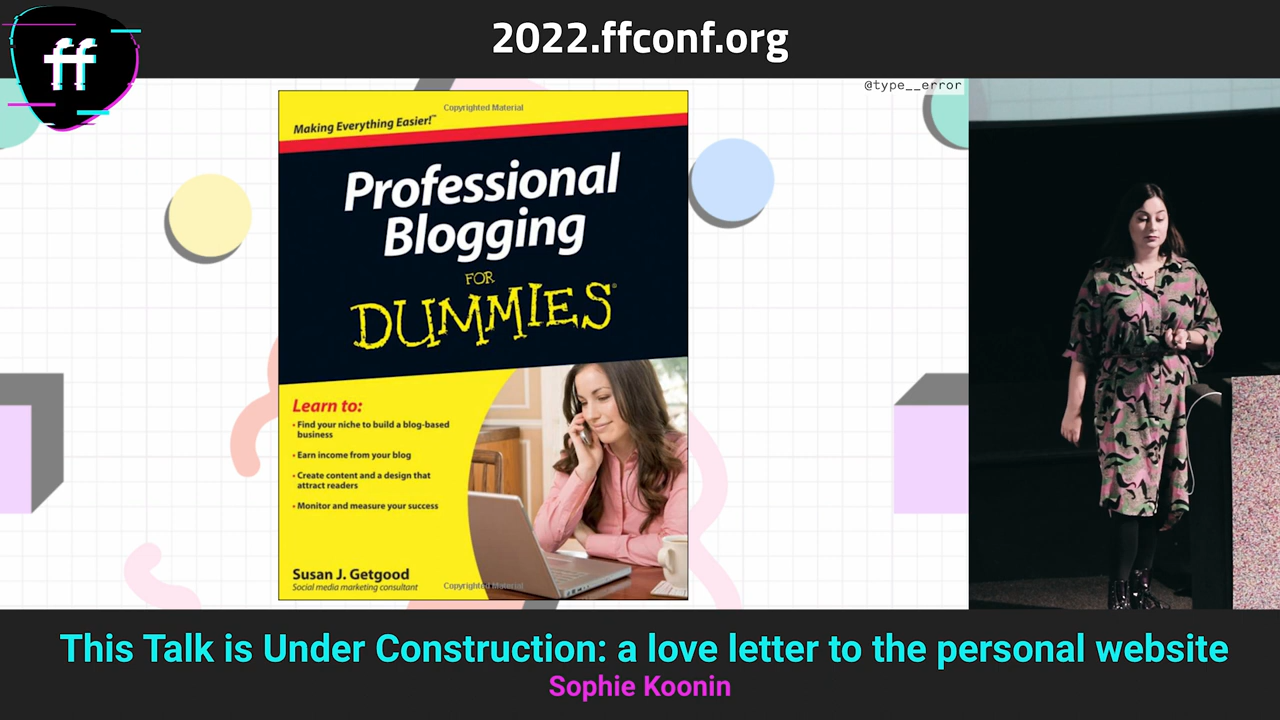 2022.ffconf.org
ff
@type__error
Copyrighted Material
Making Everything Easier!™
Professional
Blogging
FOR
DUMMIES®
Learn to:
• Find your niche to build a blog-based
business
• Earn income from your blog
• Create content and a design that
attract readers
• Monitor and measure your success
Susan J. Getgood
Social media marketing consultant
Copyrighted Material
This Talk is Under Construction: a love letter to the personal website
Sophie Koonin